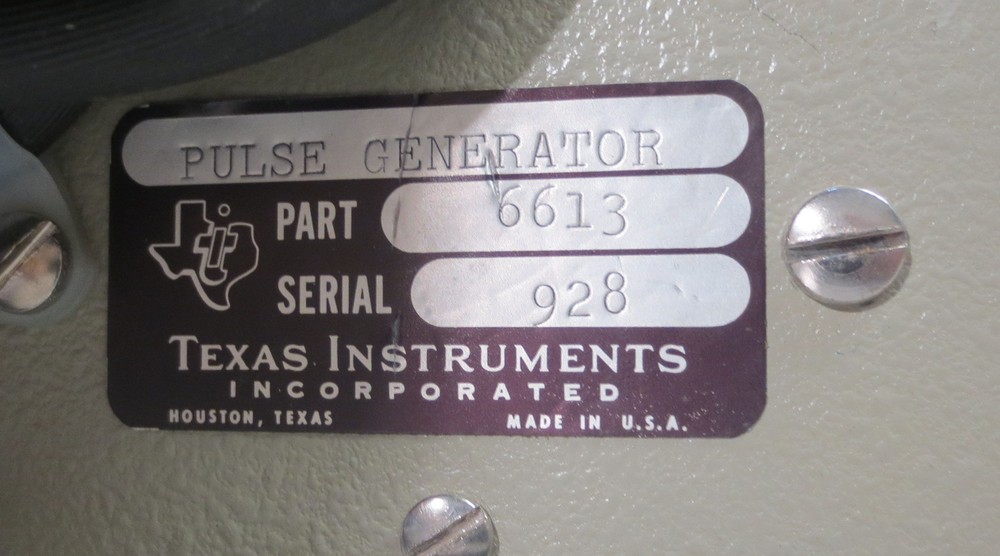 PULSE GENERATOR
PART 6613
SERIAL 928
TEXAS INSTRUMENTS
INCORPORATED
HOUSTON, TEXAS MADE IN U.S.A.